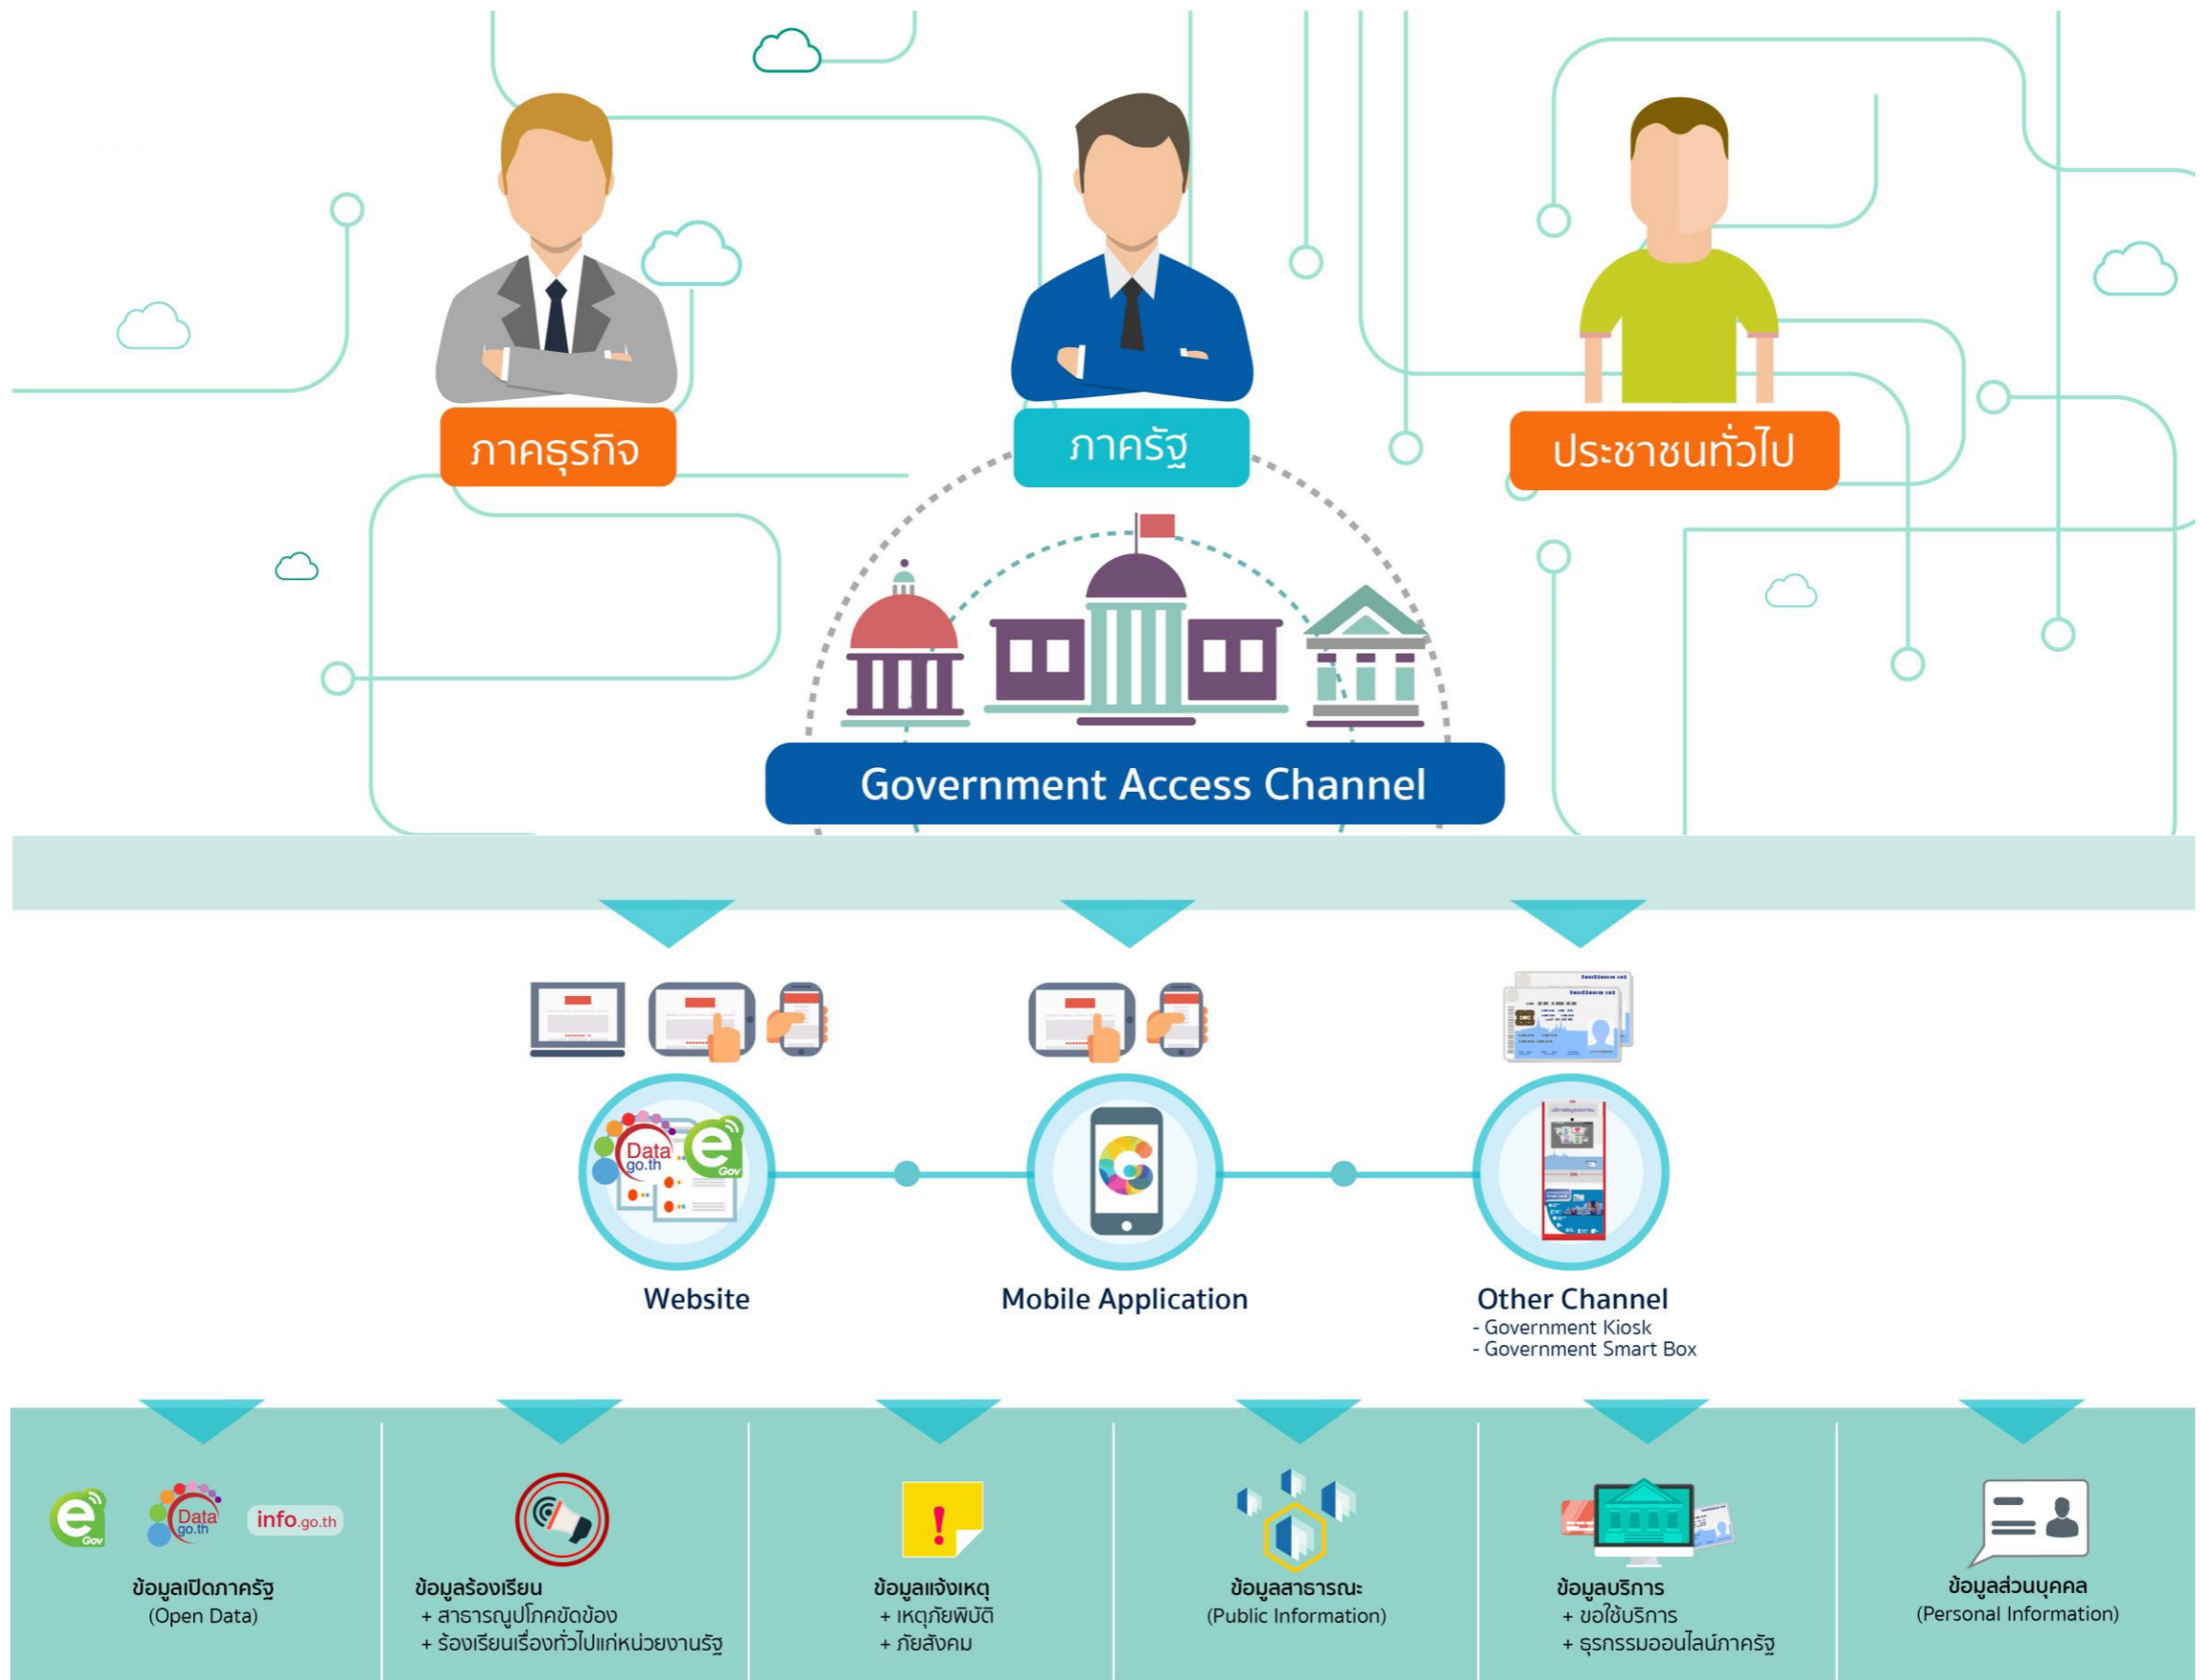 ภาคธุรกิจ
ภาครัฐ
ประชาชนทั่วไป
Government Access Channel
Data
go.th
e
Gov
Website
Mobile Application
Other Channel
- Government Kiosk
- Government Smart Box
e
Gov
Data
go.th
info.go.th
ข้อมูลเปิดภาครัฐ
(Open Data)
ข้อมูลร้องเรียน
+ สาธารณูปโภคขัดข้อง
+ ร้องเรียนเรื่องทั่วไปแก่หน่วยงานรัฐ
!
ข้อมูลแจ้งเหตุ
+ เหตุภัยพิบัติ
+ ภัยสังคม
ข้อมูลสาธารณะ
(Public Information)
ข้อมูลบริการ
+ ขอใช้บริการ
+ ธุรกรรมออนไลน์ภาครัฐ
ข้อมูลส่วนบุคคล
(Personal Information)